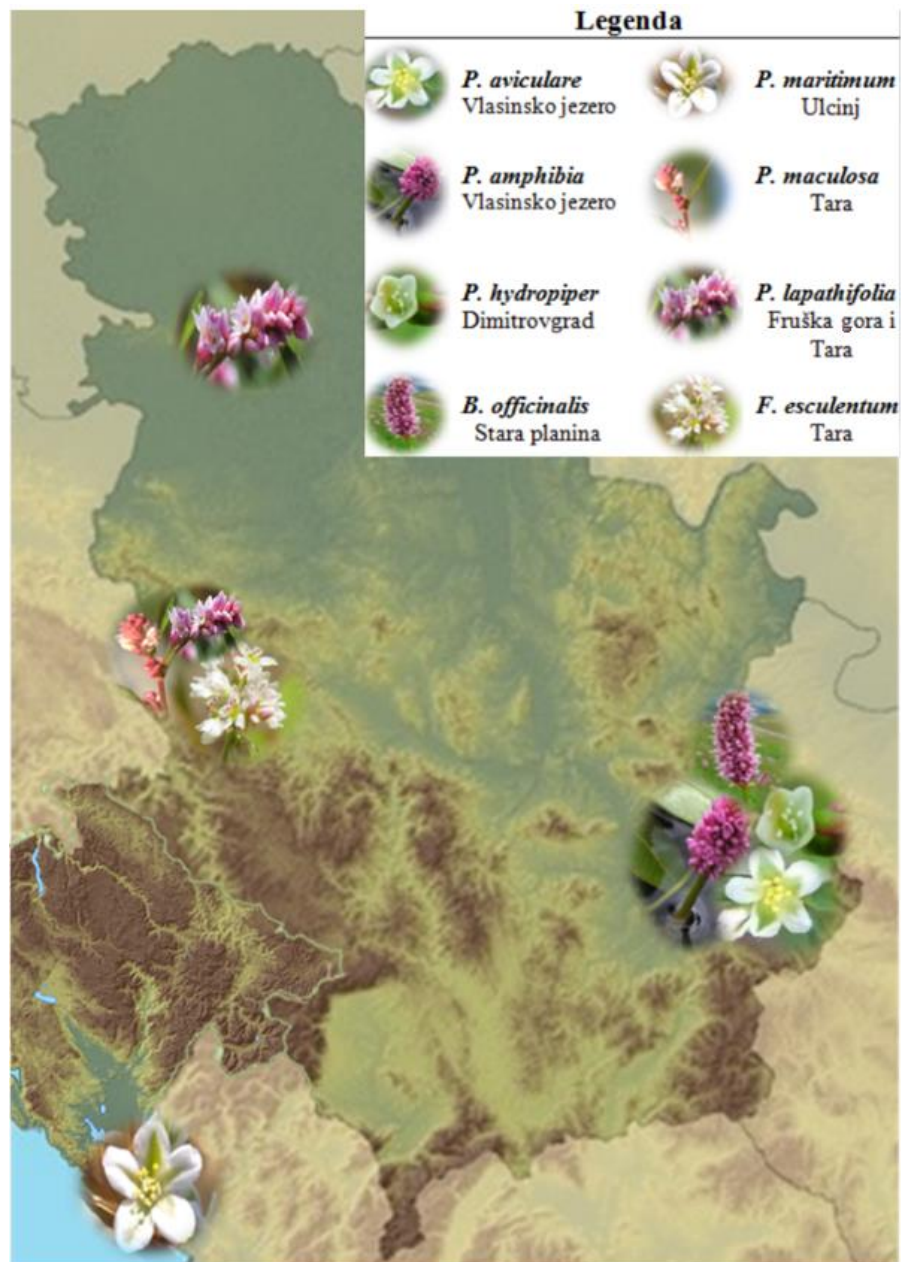 Legenda
P. aviculare
Vlasinsko jezero
P. maritimum
Ulcinj
P. amphibia
Vlasinsko jezero
P. maculosa
Tara
P. hydropiper
Dimitrovgrad
P. lapathifolia
Fruška gora i
Tara
B. officinalis
Stara planina
F. esculentum
Tara